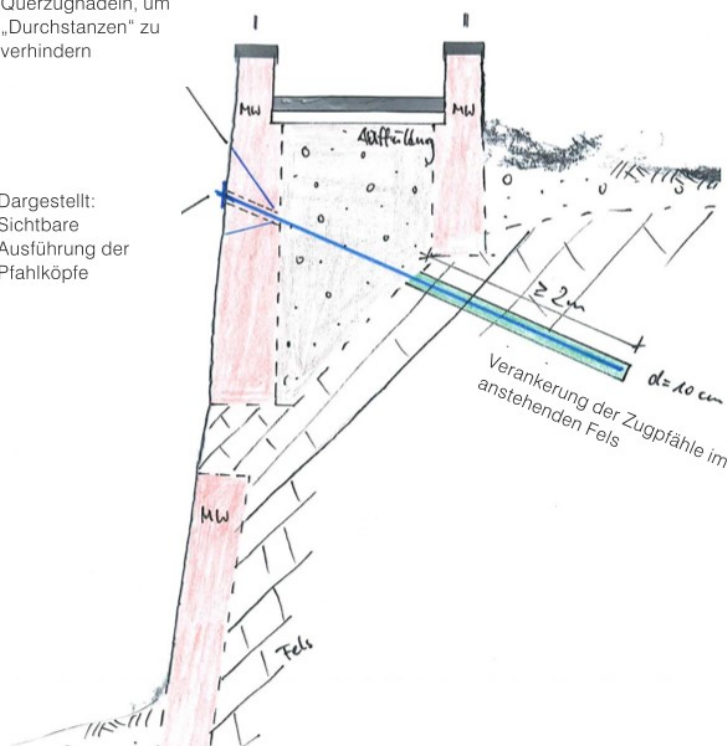 Querzugnadeln, um
„Durchstanzen“ zu
verhindern
I
II
MW
MW
Auffüllung
Dargestellt:
Sichtbare
Ausführung der
Pfahlköpfe
≥ 2m
d=10 cm
Verankerung der Zugpfähle im
anstehenden Fels
MW
Fels